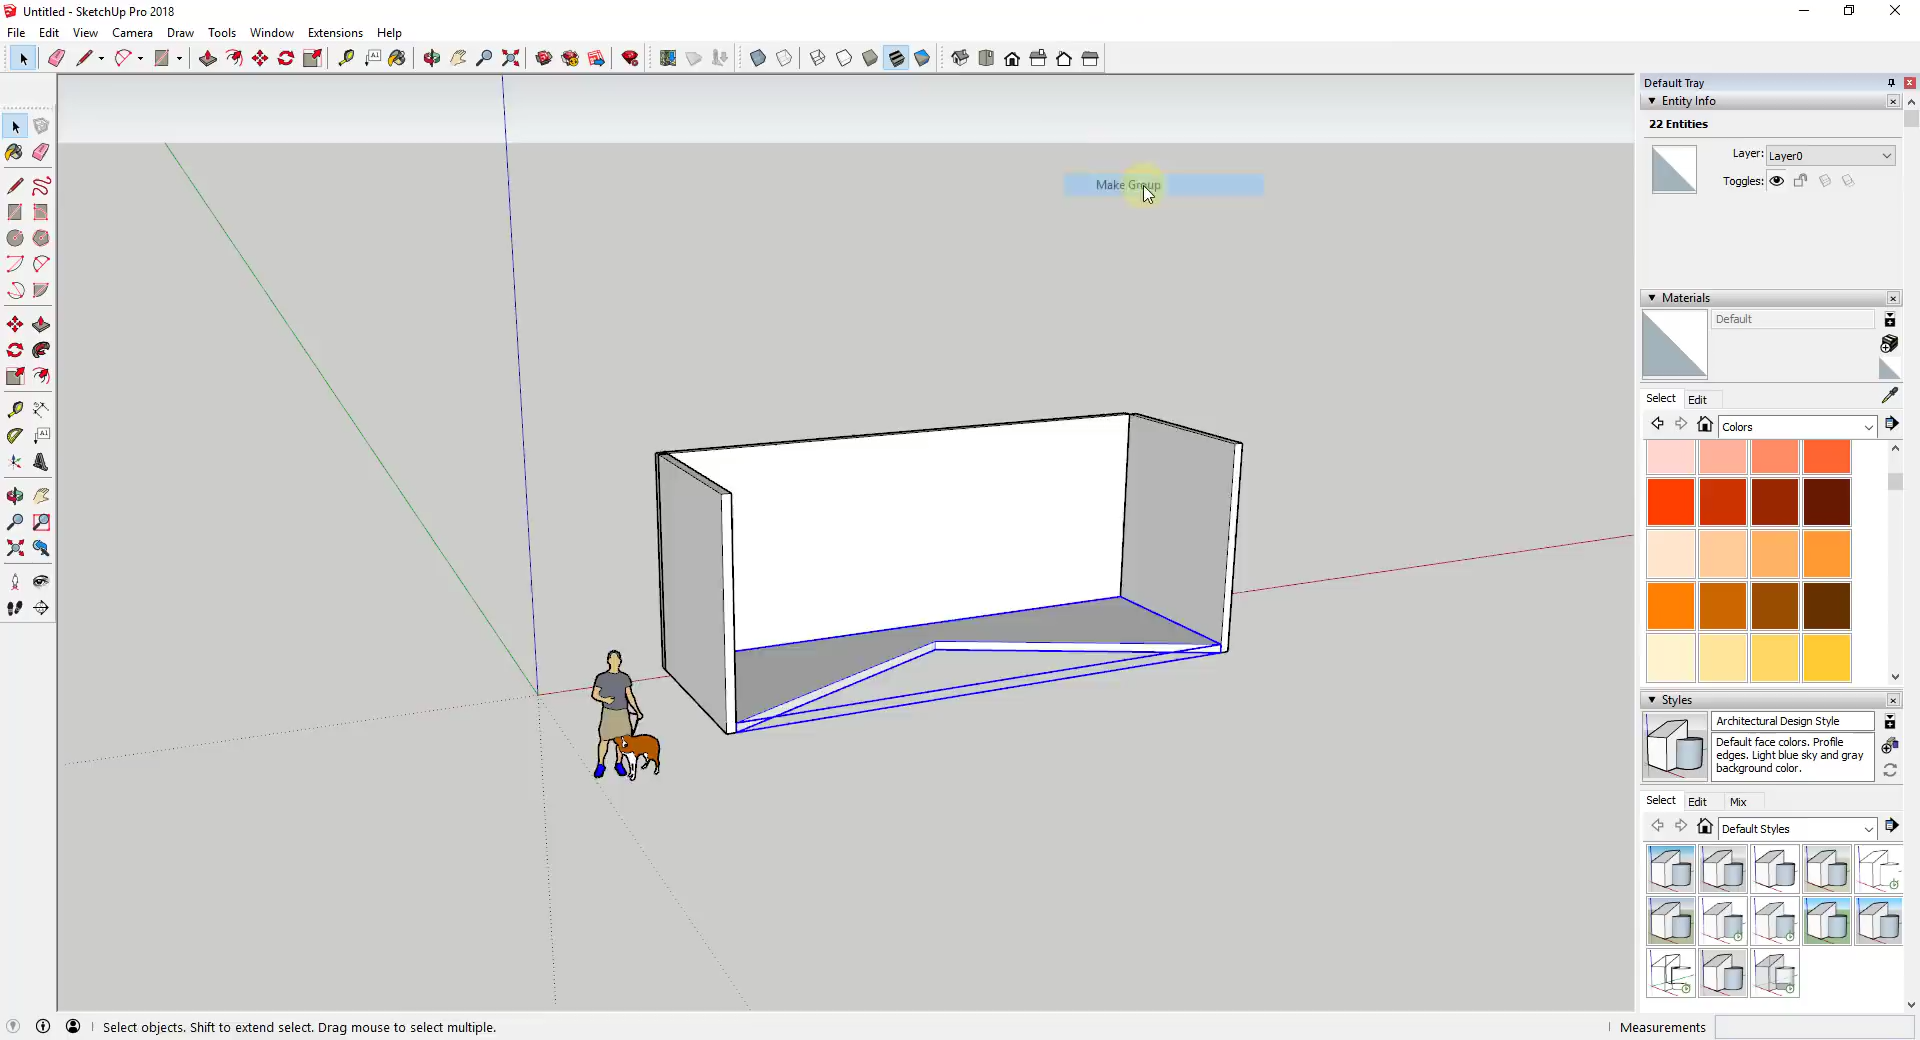 Untitled - SketchUp Pro 2018
File Edit View Camera Draw Tools Window Extensions Help
Default Tray
Entity Info
22 Entities
Layer: Layer0
Toggles:
Make Group
Materials
Default
Select Edit
Colors
Styles
Architectural Design Style
Default face colors. Profile
edges. Light blue sky and gray
background color.
Select Edit Mix
Default Styles
Select objects. Shift to extend select. Drag mouse to select multiple.
Measurements